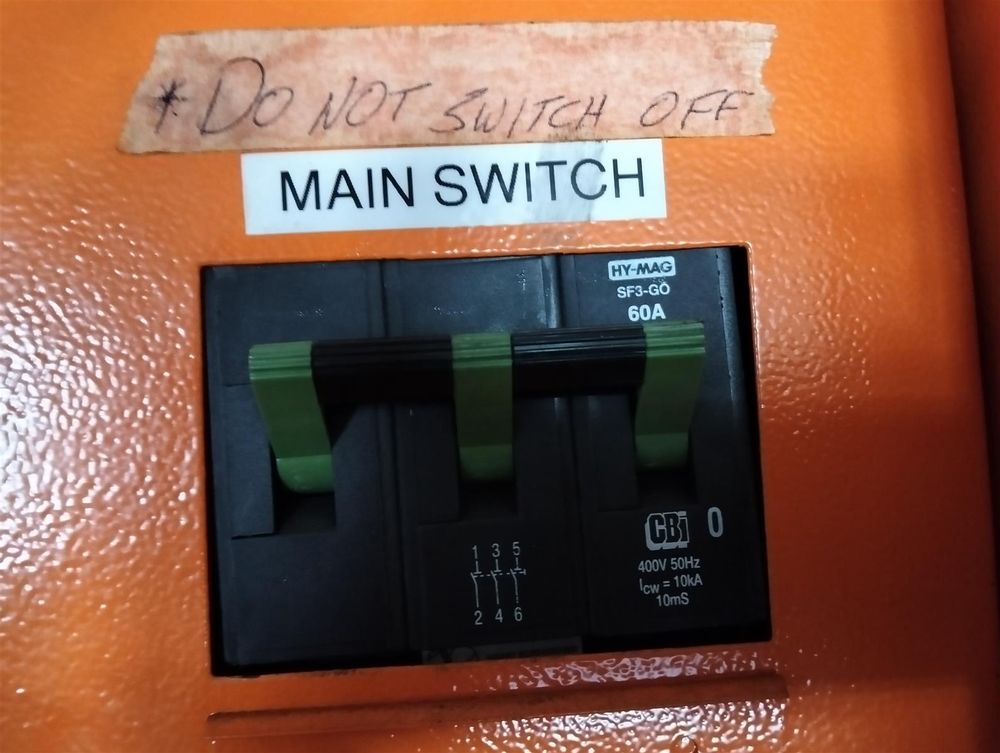 *DO NOT SWITCH OFF
MAIN SWITCH
HY-MAG
SF3-GO
60A
CBi 0
1 3 5
2 4 6
400V 50Hz
Icw = 10kA
10mS